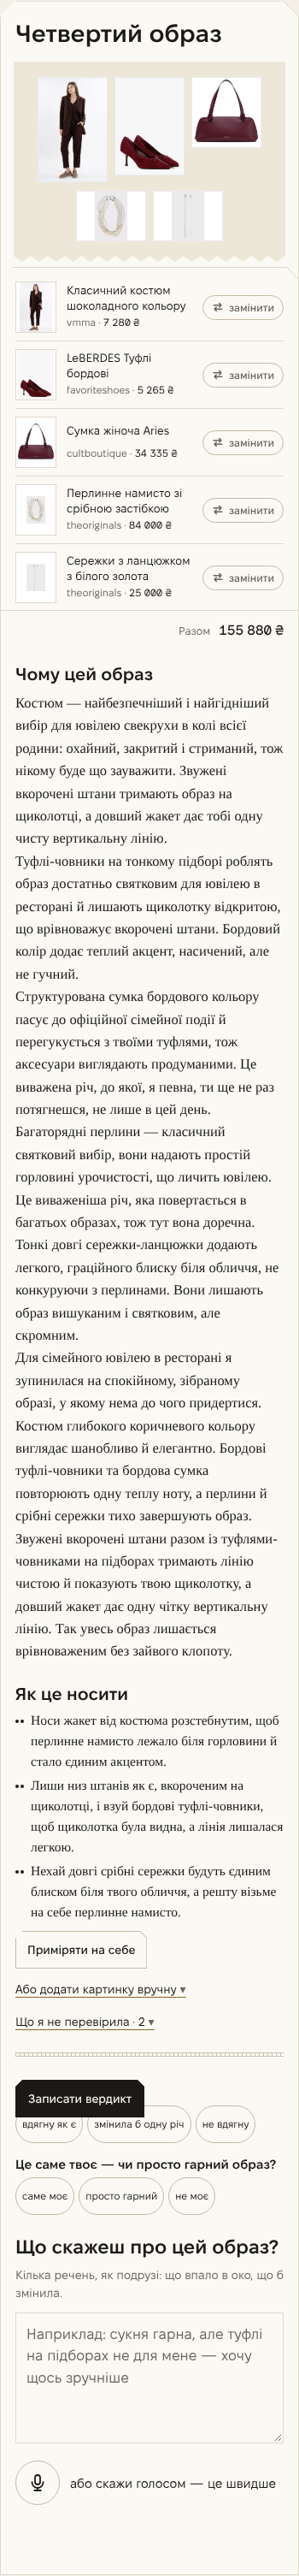 Четвертий образ
Класичний костюм
шоколадного кольору
vmma · 7 280 ₴
замінити
LeBERDES Туфлі
бордові
favoriteshoes · 5 265 ₴
замінити
Сумка жіноча Aries
cultboutique · 34 335 ₴
замінити
Перлинне намисто зі
срібною застібкою
theoriginals · 84 000 ₴
замінити
Сережки з ланцюжком
з білого золота
theoriginals · 25 000 ₴
замінити
Разом 155 880 ₴
Чому цей образ
Костюм — найбезпечніший і найгідніший
вибір для ювілею свекрухи в колі всієї
родини: охайний, закритий і стриманий, тож
нікому буде що зауважити. Звужені
вкорочені штани тримають образ на
щиколотці, а довший жакет дає тобі одну
чисту вертикальну лінію.
Туфлі-човники на тонкому підборі роблять
образ достатньо святковим для ювілею в
ресторані й лишають щиколотку відкритою,
що врівноважує вкорочені штани. Бордовий
колір додає теплий акцент, насичений, але
не гучний.
Структурована сумка бордового кольору
пасує до офіційної сімейної події й
перегукується з твоїми туфлями, тож
аксесуари виглядають продуманими. Це
виважена річ, до якої, я певна, ти ще не раз
потягнешся, не лише в цей день.
Багаторядні перлини — класичний
святковий вибір, вони надають простій
горловині урочистості, що личить ювілею.
Це виваженіша річ, яка повертається в
багатьох образах, тож тут вона доречна.
Тонкі довгі сережки-ланцюжки додають
легкого, граційного блиску біля обличчя, не
конкуруючи з перлинами. Вони лишають
образ вишуканим і святковим, але
скромним.
Для сімейного ювілею в ресторані я
зупинилася на спокійному, зібраному
образі, у якому нема до чого придертися.
Костюм глибокого коричневого кольору
виглядає шанобливо й елегантно. Бордові
туфлі-човники та бордова сумка
повторюють одну теплу ноту, а перлини й
срібні сережки тихо завершують образ.
Звужені вкорочені штани разом із туфлями-
човниками на підборах тримають лінію
чистою й показують твою щиколотку, а
довший жакет дає одну чітку вертикальну
лінію. Так увесь образ лишається
врівноваженим без зайвого клопоту.
Як це носити
•• Носи жакет від костюма розстебнутим, щоб
перлинне намисто лежало біля горловини й
стало єдиним акцентом.
•• Лиши низ штанів як є, вкороченим на
щиколотці, і взуй бордові туфлі-човники,
щоб щиколотка була видна, а лінія лишалася
легкою.
•• Нехай довгі срібні сережки будуть єдиним
блиском біля твого обличчя, а решту візьме
на себе перлинне намисто.
Приміряти на себе
Або додати картинку вручну ▾
Що я не перевірила · 2 ▾
Записати вердикт
вдягну як є
змінила б одну річ
не вдягну
Це саме твоє — чи просто гарний образ?
саме моє
просто гарний
не моє
Що скажеш про цей образ?
Кілька речень, як подрузі: що впало в око, що б
змінила.
Наприклад: сукня гарна, але туфлі
на підборах не для мене — хочу
щось зручніше
або скажи голосом — це швидше